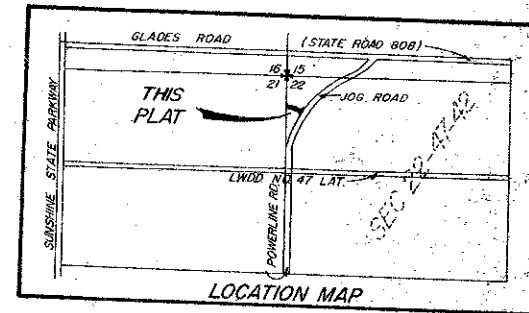 GLADES ROAD (STATE ROAD 808)
16 15
21 22
THIS
PLAT
JOG ROAD
SUNSHINE STATE PARKWAY
LWDD NO. 47 LAT.
POWERLINE RD.
SEC 22-47-42
LOCATION MAP